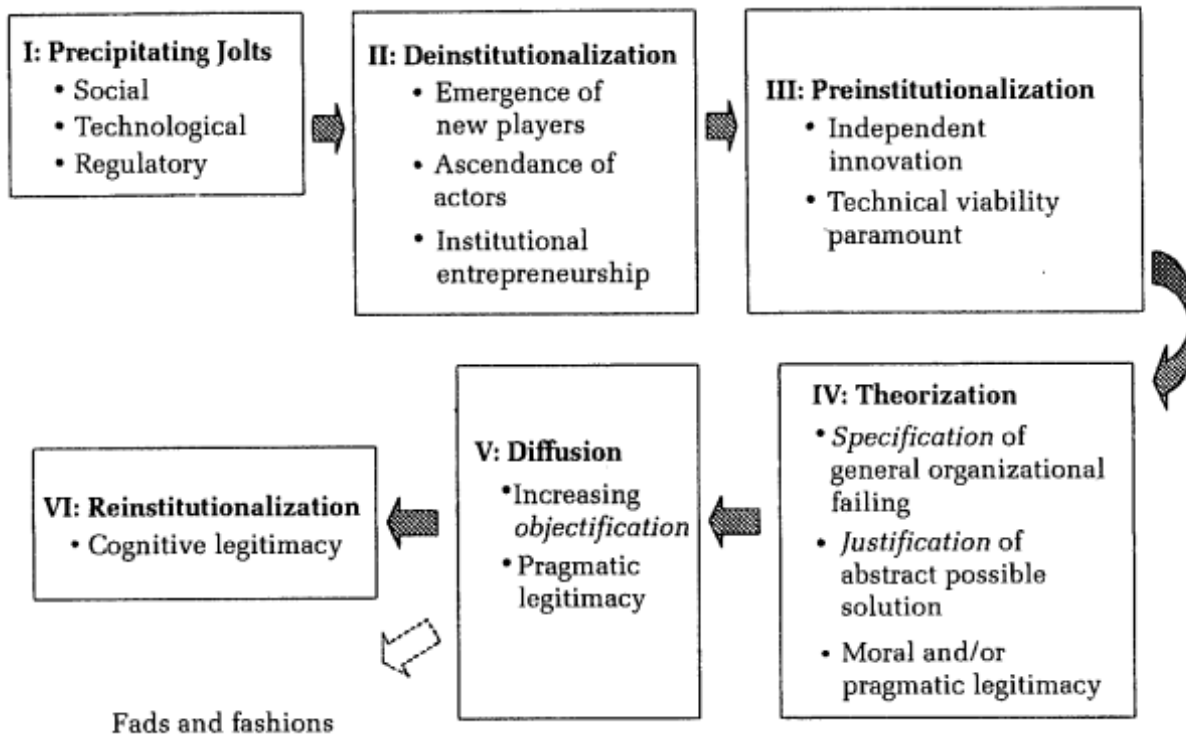 I: Precipitating Jolts
• Social
• Technological
• Regulatory
II: Deinstitutionalization
• Emergence of
new players
• Ascendance of
actors
• Institutional
entrepreneurship
III: Preinstitutionalization
• Independent
innovation
• Technical viability
paramount
IV: Theorization
• Specification of
general organizational
failing
• Justification of
abstract possible
solution
• Moral and/or
pragmatic legitimacy
V: Diffusion
• Increasing
objectification
• Pragmatic
legitimacy
VI: Reinstitutionalization
• Cognitive legitimacy
Fads and fashions